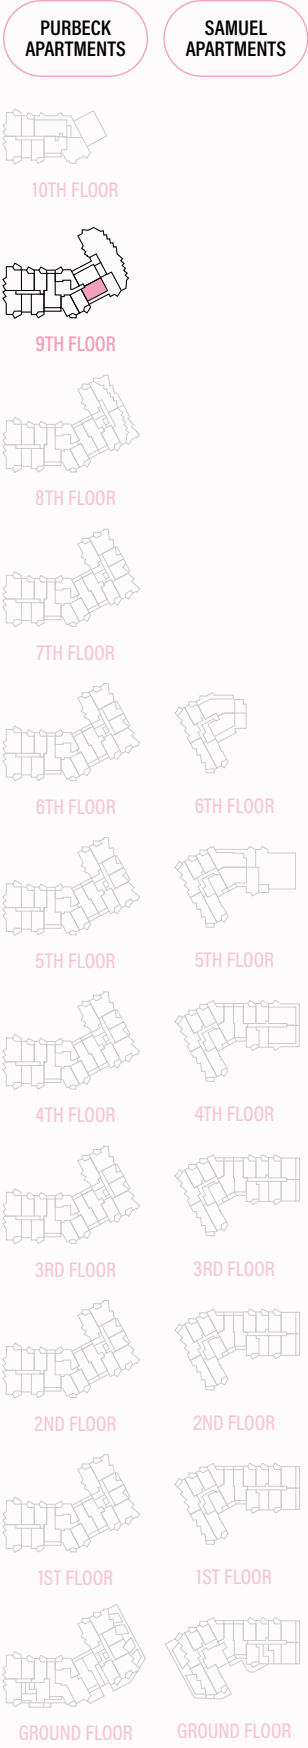 PURBECK
APARTMENTS
SAMUEL
APARTMENTS
10TH FLOOR
9TH FLOOR
8TH FLOOR
7TH FLOOR
6TH FLOOR
6TH FLOOR
5TH FLOOR
5TH FLOOR
4TH FLOOR
4TH FLOOR
3RD FLOOR
3RD FLOOR
2ND FLOOR
2ND FLOOR
1ST FLOOR
1ST FLOOR
GROUND FLOOR
GROUND FLOOR